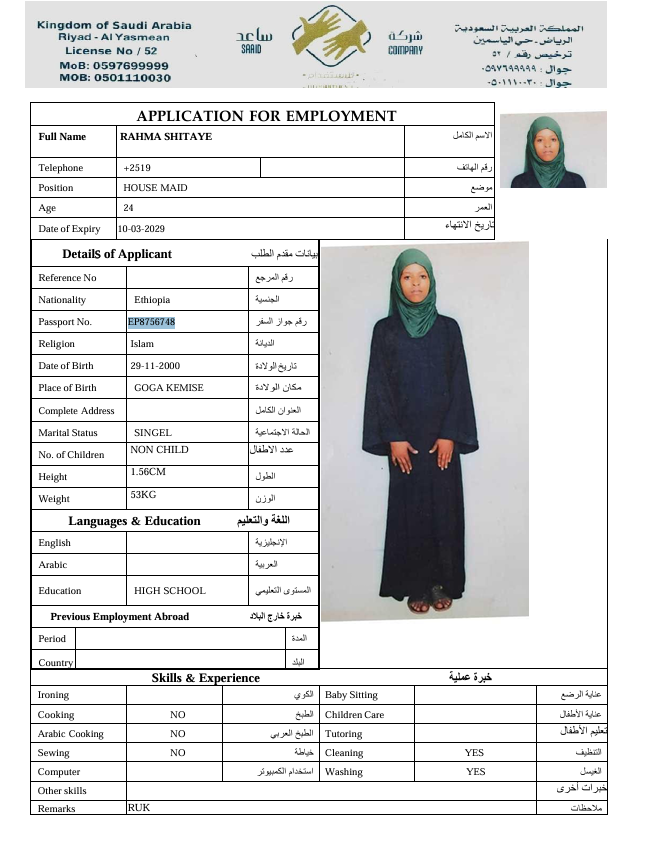 Kingdom of Saudi Arabia
Riyad - Al Yasmean
License No / 52
MoB: 0597699999
MOB: 0501110030
ساعد
SAAID
شركة
COMPANY
المملكة العربية السعودية
الرياض - حي الياسمين
ترخيص رقم / ٥٢
جوال : ٠٥٩٧٦٩٩٩٩٩
جوال : ٠٥٠١١١٠٠٣٠
APPLICATION FOR EMPLOYMENT
Full Name RAHMA SHITAYE الاسم الكامل
Telephone +2519 رقم الهاتف
Position HOUSE MAID موضع
Age 24 العمر
Date of Expiry 10-03-2029 تاريخ الانتهاء
Details of Applicant بيانات مقدم الطلب
Reference No رقم المرجع
Nationality Ethiopia الجنسية
Passport No. EP8756748 رقم جواز السفر
Religion Islam الديانة
Date of Birth 29-11-2000 تاريخ الولادة
Place of Birth GOGA KEMISE مكان الولادة
Complete Address العنوان الكامل
Marital Status SINGEL الحالة الاجتماعية
No. of Children NON CHILD عدد الاطفال
Height 1.56CM الطول
Weight 53KG الوزن
Languages & Education اللغة والتعليم
English الإنجليزية
Arabic العربية
Education HIGH SCHOOL المستوى التعليمي
Previous Employment Abroad خبرة خارج البلاد
Period المدة
Country البلد
Skills & Experience خبرة عملية
Ironing الكوي Baby Sitting عناية الرضع
Cooking NO الطبخ Children Care عناية الأطفال
Arabic Cooking NO الطبخ العربي Tutoring تعليم الأطفال
Sewing NO خياطة Cleaning YES التنظيف
Computer استخدام الكمبيوتر Washing YES الغسيل
Other skills خبرات أخرى
Remarks RUK ملاحظات